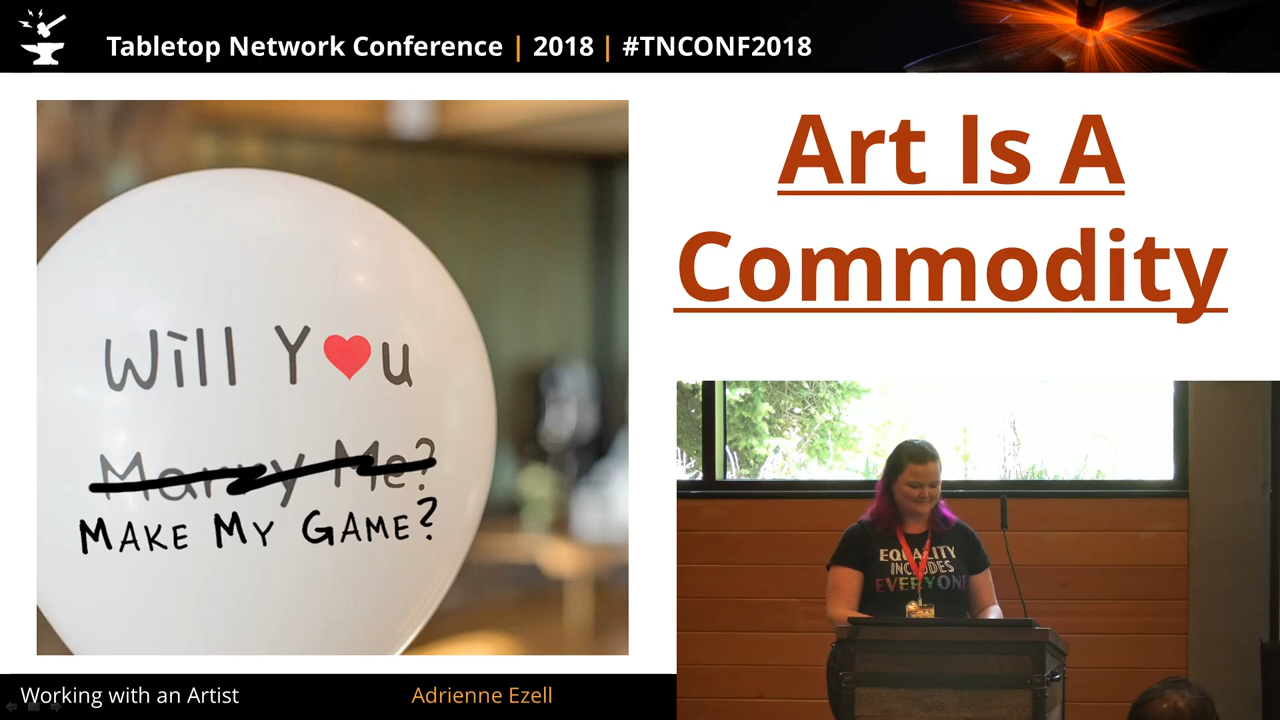 Tabletop Network Conference | 2018 | #TNCONF2018
Art Is A
Commodity
Will Y❤u
Marry Me?
MAKE MY GAME?
EQUALITY
INCLUDES
EVERYONE
Working with an Artist
Adrienne Ezell